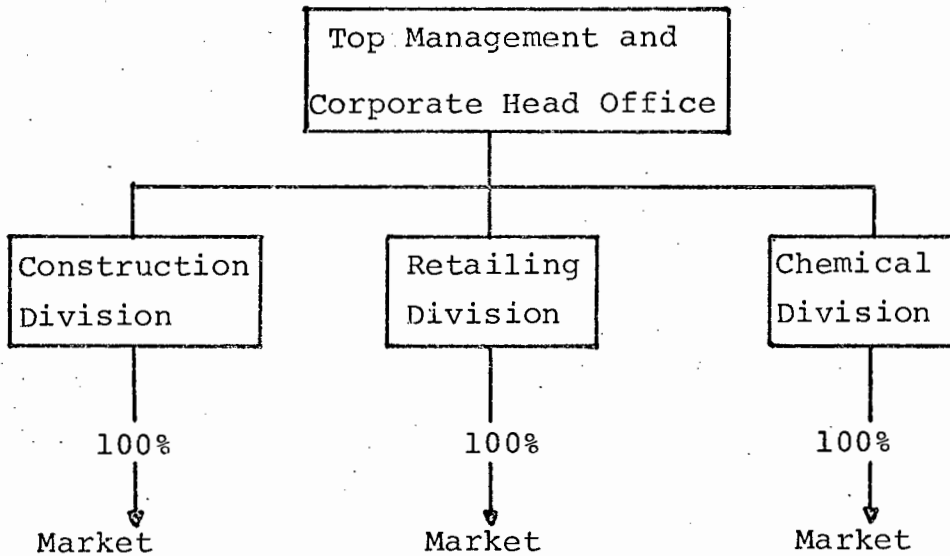 Top Management and
Corporate Head Office
Construction
Division
Retailing
Division
Chemical
Division
100%
100%
100%
Market
Market
Market